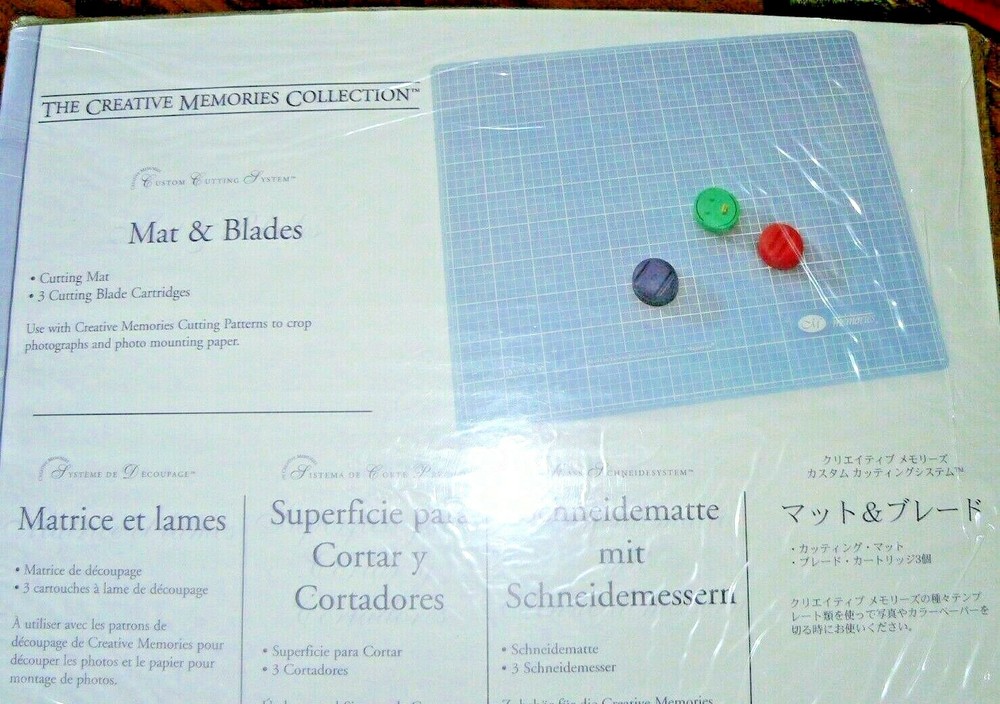 THE CREATIVE MEMORIES COLLECTION™
CUSTOM CUTTING SYSTEM™
Mat & Blades
• Cutting Mat
• 3 Cutting Blade Cartridges
Use with Creative Memories Cutting Patterns to crop
photographs and photo mounting paper.
SYSTÈME DE DÉCOUPAGE™
Matrice et lames
• Matrice de découpage
• 3 cartouches à lame de découpage
À utiliser avec les patrons de
découpage de Creative Memories pour
découper les photos et le papier pour
montage de photos.
SISTEMA DE CORTE
Superficie para
Cortar y
Cortadores
• Superficie para Cortar
• 3 Cortadores
SCHNEIDESYSTEM™
Schneidematte
mit
Schneidemessern
• Schneidematte
• 3 Schneidemesser
Zubehör für die Creative Memories
クリエイティブ メモリーズ
カスタム カッティングシステム™
マット＆ブレード
・カッティング・マット
・ブレード・カートリッジ3個
クリエイティブ メモリーズの種々テンプ
レート類を使って写真やカラーペーパーを
切る時にお使いください。